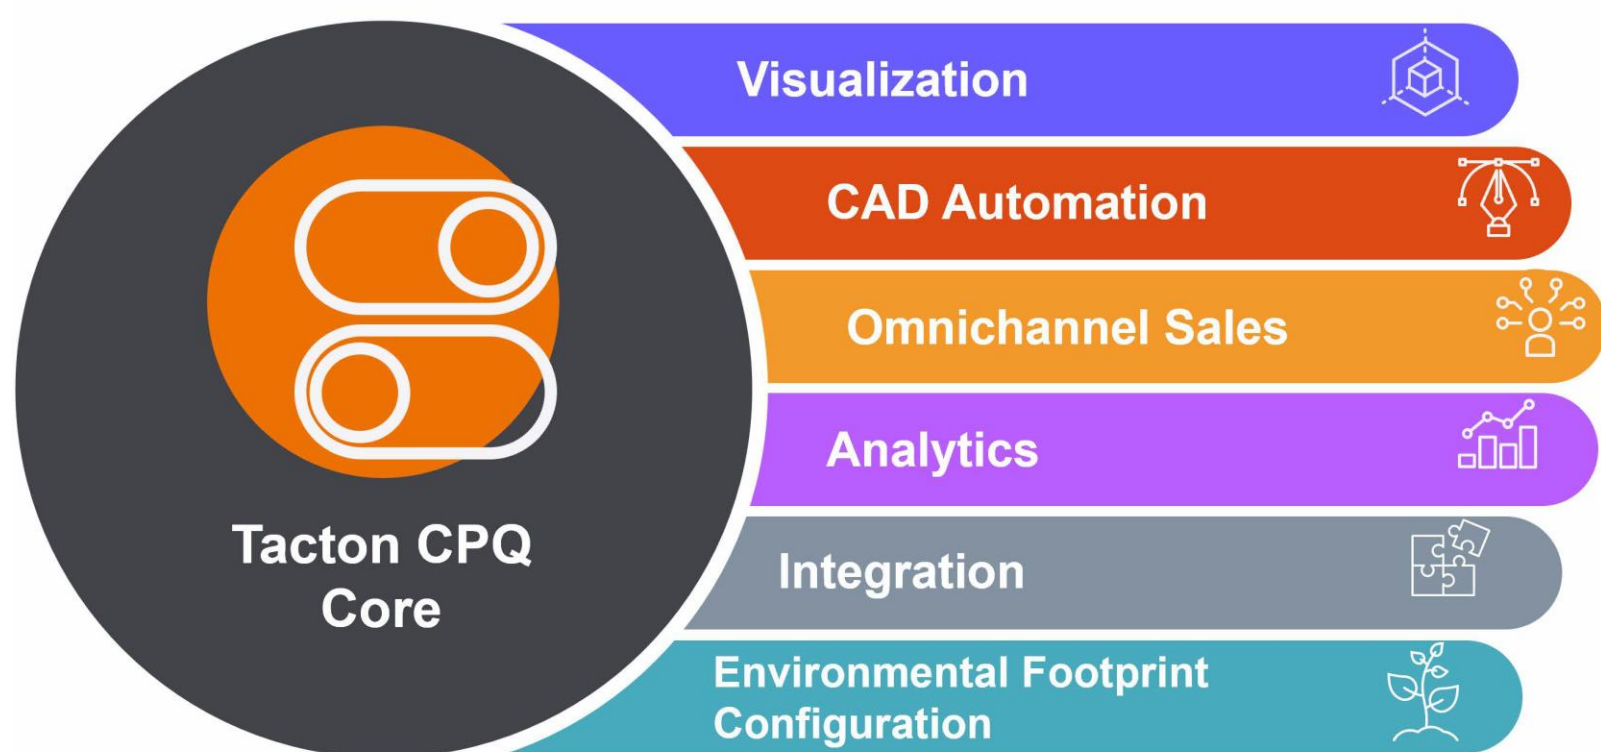 Visualization
CAD Automation
Omnichannel Sales
Analytics
Integration
Environmental Footprint
Configuration
Tacton CPQ
Core